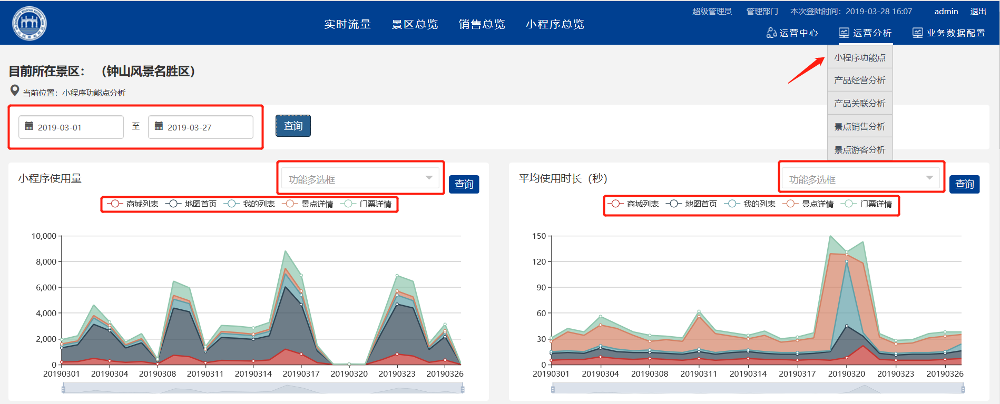 超级管理员 管理部门 本次登陆时间：2019-03-28 16:07 admin 退出
实时流量 景区总览 销售总览 小程序总览
运营中心 运营分析 业务数据配置
小程序功能点
产品经营分析
产品关联分析
景点销售分析
景点游客分析
目前所在景区： （钟山风景名胜区）
当前位置：小程序功能点分析
2019-03-01 至 2019-03-27 查询
小程序使用量 功能多选框 查询
商城列表 地图首页 我的列表 景点详情 门票详情
10,000
8,000
6,000
4,000
2,000
0
20190301 20190304 20190308 20190311 20190314 20190317 20190320 20190323 20190326
平均使用时长（秒） 功能多选框 查询
商城列表 地图首页 我的列表 景点详情 门票详情
150
120
90
60
30
0
20190301 20190304 20190308 20190311 20190314 20190317 20190320 20190323 20190326